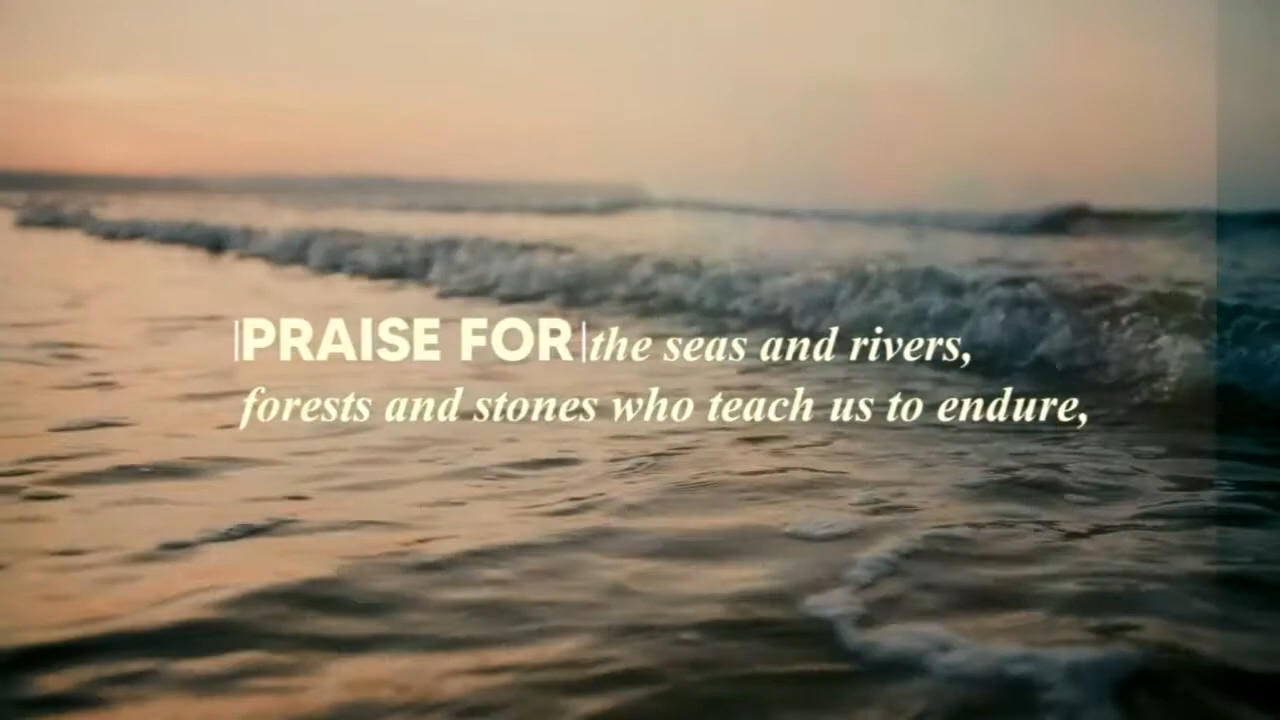 PRAISE FOR the seas and rivers,
forests and stones who teach us to endure,